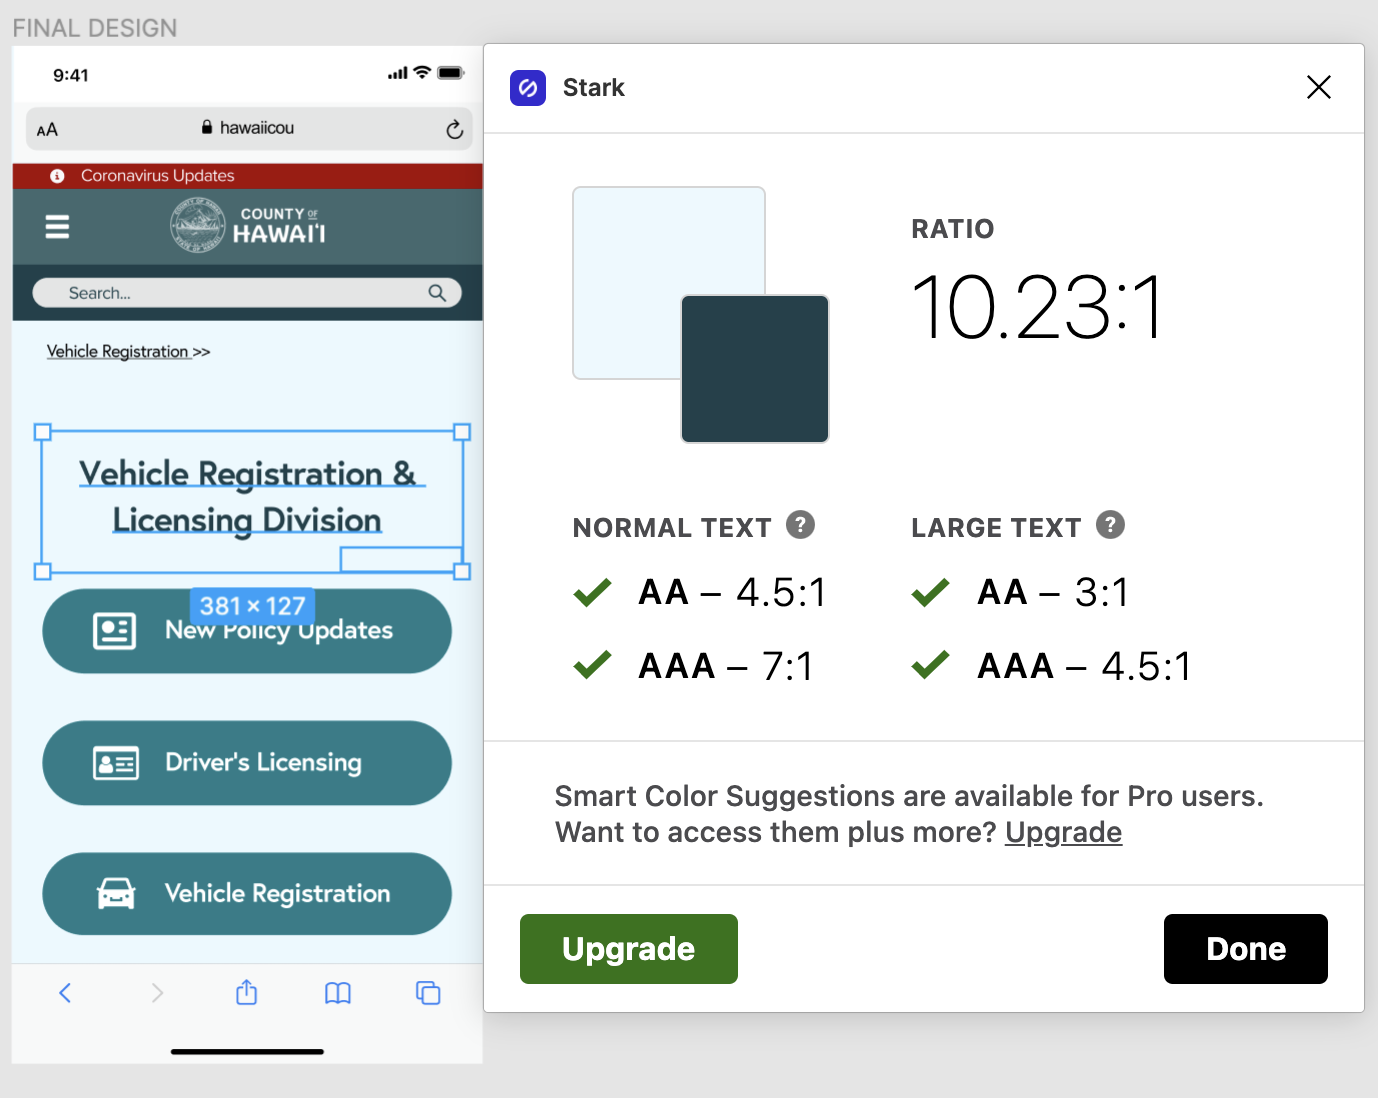 FINAL DESIGN
9:41
AA
hawaiicou
Coronavirus Updates
COUNTY OF
HAWAI'I
Search...
Vehicle Registration >>
Vehicle Registration &
Licensing Division
381 × 127
New Policy Updates
Driver's Licensing
Vehicle Registration
Stark
RATIO
10.23:1
NORMAL TEXT ?
AA – 4.5:1
AAA – 7:1
LARGE TEXT ?
AA – 3:1
AAA – 4.5:1
Smart Color Suggestions are available for Pro users.
Want to access them plus more? Upgrade
Upgrade
Done